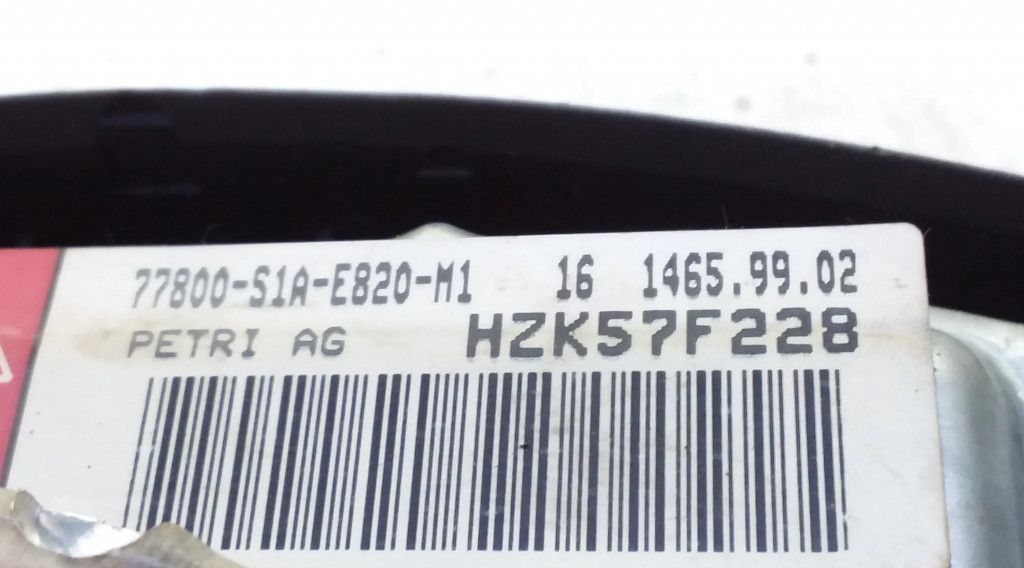 77800-S1A-E820-M1 16 1465.99.02
PETRI AG HZK57F228